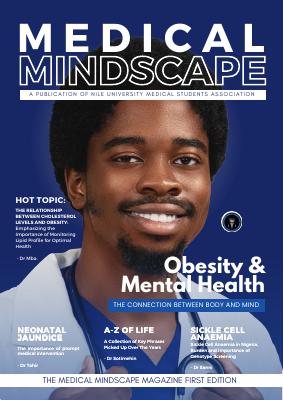 MEDICAL
MINDSCAPE
A PUBLICATION OF NILE UNIVERSITY MEDICAL STUDENTS ASSOCIATION
HOT TOPIC:
THE RELATIONSHIP
BETWEEN CHOLESTEROL
LEVELS AND OBESITY:
Emphasizing the
Importance of Monitoring
Lipid Profile for Optimal
Health
- Dr Mba.
Obesity &
Mental Health
THE CONNECTION BETWEEN BODY AND MIND
NEONATAL
JAUNDICE
The importance of prompt
medical intervention
- Dr Tahir
A-Z OF LIFE
A Collection of Key Phrases
Picked Up Over The Years
- Dr Bolimehin
SICKLE CELL
ANAEMIA
Sickle Cell Anaemia in Nigeria,
Burden and Importance of
Genotype Screening
THE MEDICAL MINDSCAPE MAGAZINE FIRST EDITION